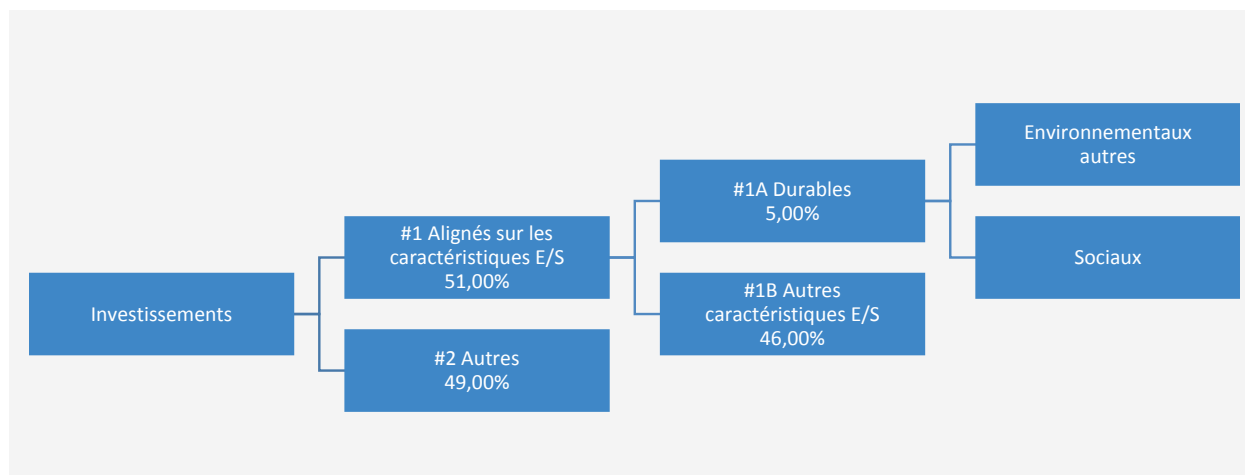 Investissements
#1 Alignés sur les
caractéristiques E/S
51,00%
#2 Autres
49,00%
#1A Durables
5,00%
#1B Autres
caractéristiques E/S
46,00%
Environnementaux
autres
Sociaux